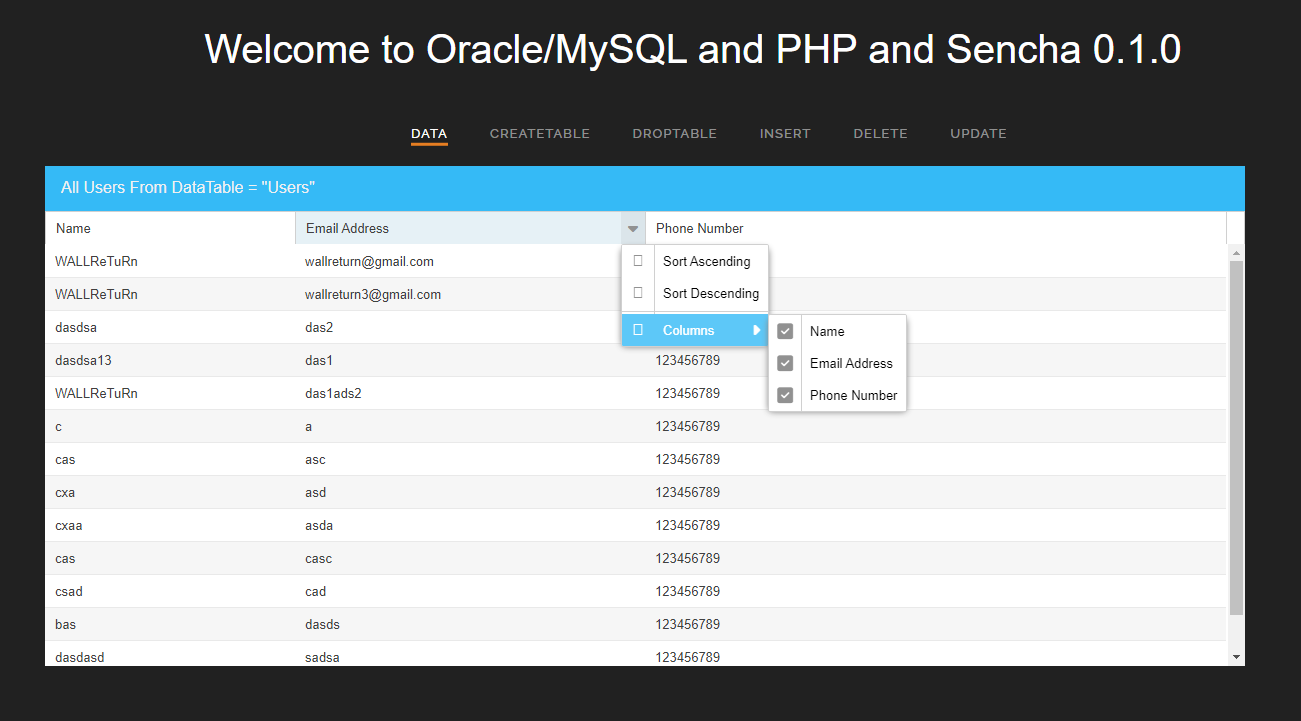 Welcome to Oracle/MySQL and PHP and Sencha 0.1.0
DATA CREATETABLE DROPTABLE INSERT DELETE UPDATE
All Users From DataTable = "Users"
Name Email Address Phone Number
WALLReTuRn wallreturn@gmail.com
Sort Ascending
WALLReTuRn wallreturn3@gmail.com
Sort Descending
dasdsa das2
Columns
Name
Email Address
Phone Number
dasdsa13 das1 123456789
WALLReTuRn das1ads2 123456789
c a 123456789
cas asc 123456789
cxa asd 123456789
cxaa asda 123456789
cas casc 123456789
csad cad 123456789
bas dasds 123456789
dasdasd sadsa 123456789